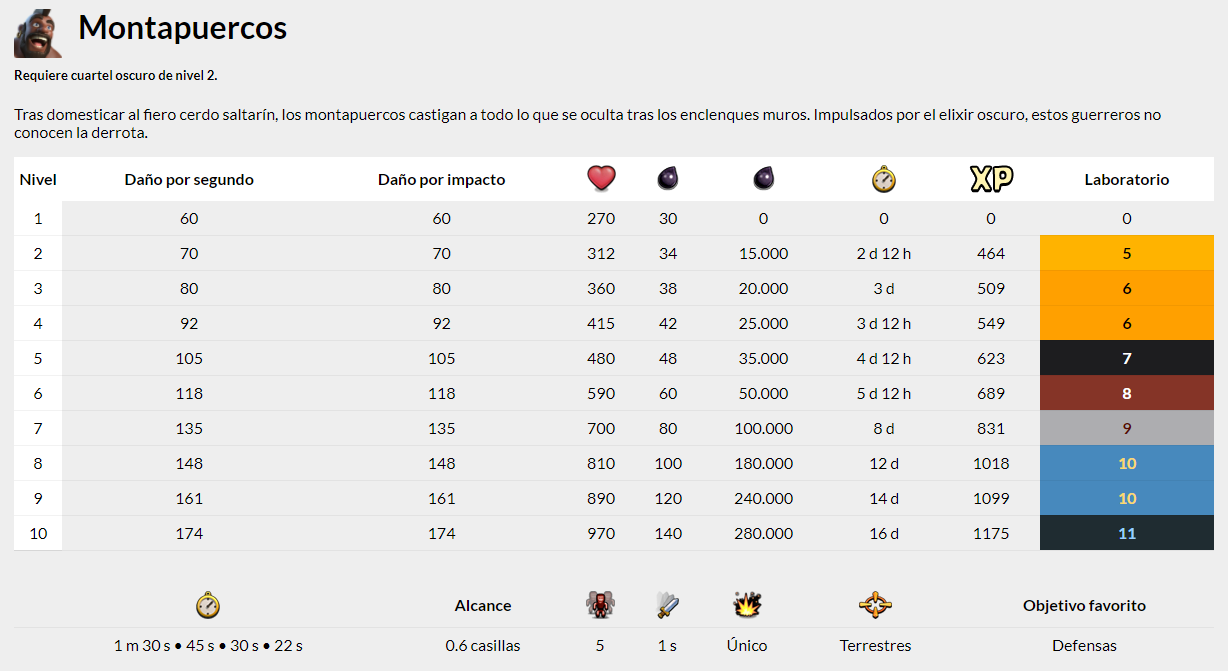 Montapuercos
Requiere cuartel oscuro de nivel 2.
Tras domesticar al fiero cerdo saltarín, los montapuercos castigan a todo lo que se oculta tras los enclenques muros. Impulsados por el elixir oscuro, estos guerreros no
conocen la derrota.
Nivel Daño por segundo Daño por impacto XP Laboratorio
1 60 60 270 30 0 0 0 0
2 70 70 312 34 15.000 2 d 12 h 464 5
3 80 80 360 38 20.000 3 d 509 6
4 92 92 415 42 25.000 3 d 12 h 549 6
5 105 105 480 48 35.000 4 d 12 h 623 7
6 118 118 590 60 50.000 5 d 12 h 689 8
7 135 135 700 80 100.000 8 d 831 9
8 148 148 810 100 180.000 12 d 1018 10
9 161 161 890 120 240.000 14 d 1099 10
10 174 174 970 140 280.000 16 d 1175 11
Alcance Objetivo favorito
1 m 30 s • 45 s • 30 s • 22 s 0.6 casillas 5 1 s Único Terrestres Defensas